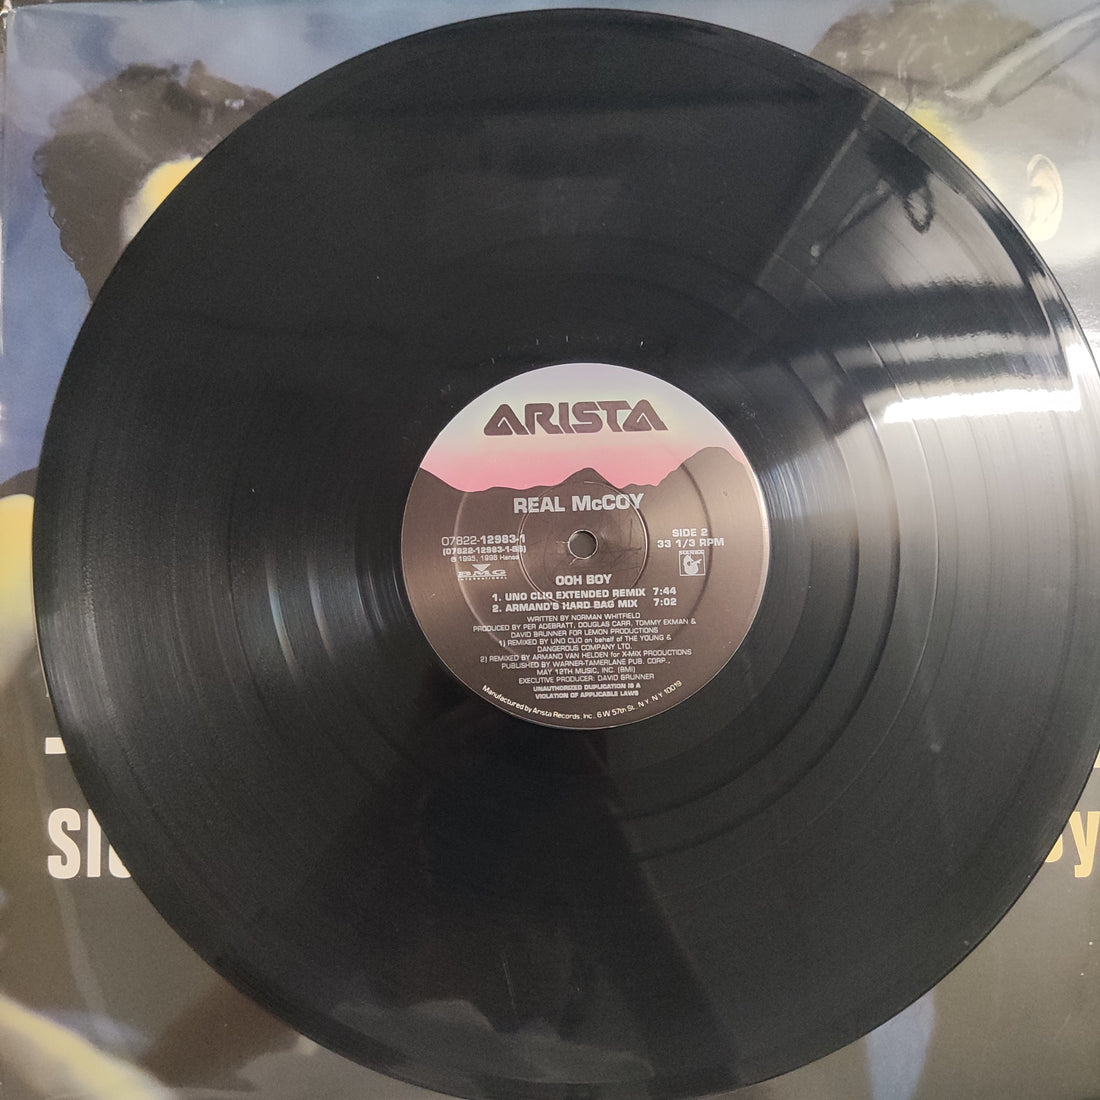 ARISTA
REAL McCOY
07822-12983-1
(07822-12983-1-SB)
℗ 1995, 1996 Hansa
BMG
INTERNATIONAL
SIDE 2
33 1/3 RPM
HANSA
OOH BOY
1. UNO CLIO EXTENDED REMIX 7:44
2. ARMAND'S HARD BAG MIX 7:02
WRITTEN BY NORMAN WHITFIELD
PRODUCED BY PER ADEBRATT, DOUGLAS CARR, TOMMY EKMAN &
DAVID BRUNNER FOR LEMON PRODUCTIONS
1) REMIXED BY UNO CLIO on behalf of THE YOUNG &
DANGEROUS COMPANY LTD.
2) REMIXED BY ARMAND VAN HELDEN for X-MIX PRODUCTIONS
PUBLISHED BY WARNER-TAMERLANE PUB. CORP.,
MAY 12TH MUSIC, INC. (BMI)
EXECUTIVE PRODUCER: DAVID BRUNNER
UNAUTHORIZED DUPLICATION IS A
VIOLATION OF APPLICABLE LAWS
Manufactured by Arista Records, Inc., 6 W 57th St., N.Y. N.Y. 10019